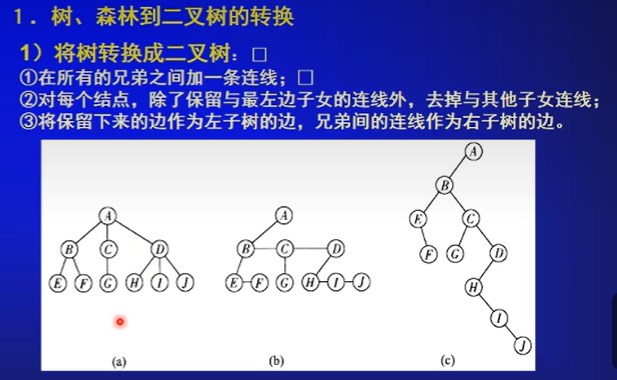 1．树、森林到二叉树的转换
1）将树转换成二叉树：□
①在所有的兄弟之间加一条连线；□
②对每个结点，除了保留与最左边子女的连线外，去掉与其他子女连线；
③将保留下来的边作为左子树的边，兄弟间的连线作为右子树的边。
A
B C D
E F G H I J
(a)
A
B C D
E F G H I J
(b)
A
B
E C
F G D
H
I
J
(c)